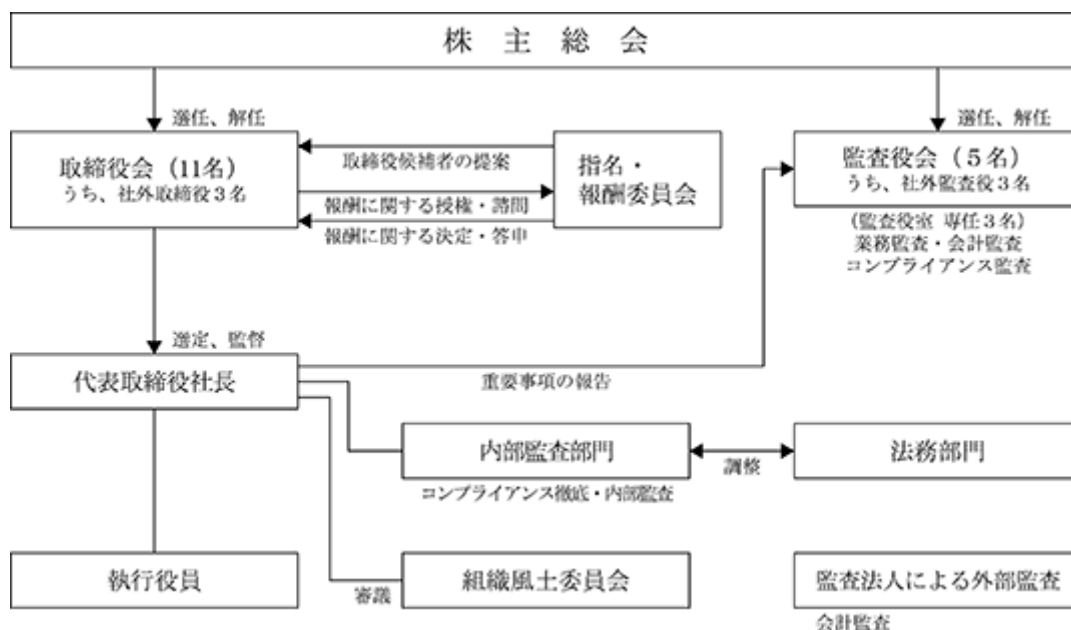 株主総会
選任、解任
選任、解任
取締役会（11名）
うち、社外取締役3名
取締役候補者の提案
報酬に関する授権・諮問
報酬に関する決定・答申
指名・
報酬委員会
監査役会（5名）
うち、社外監査役3名
（監査役室 専任3名）
業務監査・会計監査
コンプライアンス監査
選定、監督
代表取締役社長
重要事項の報告
内部監査部門
コンプライアンス徹底・内部監査
調整
法務部門
執行役員
審議
組織風土委員会
監査法人による外部監査
会計監査